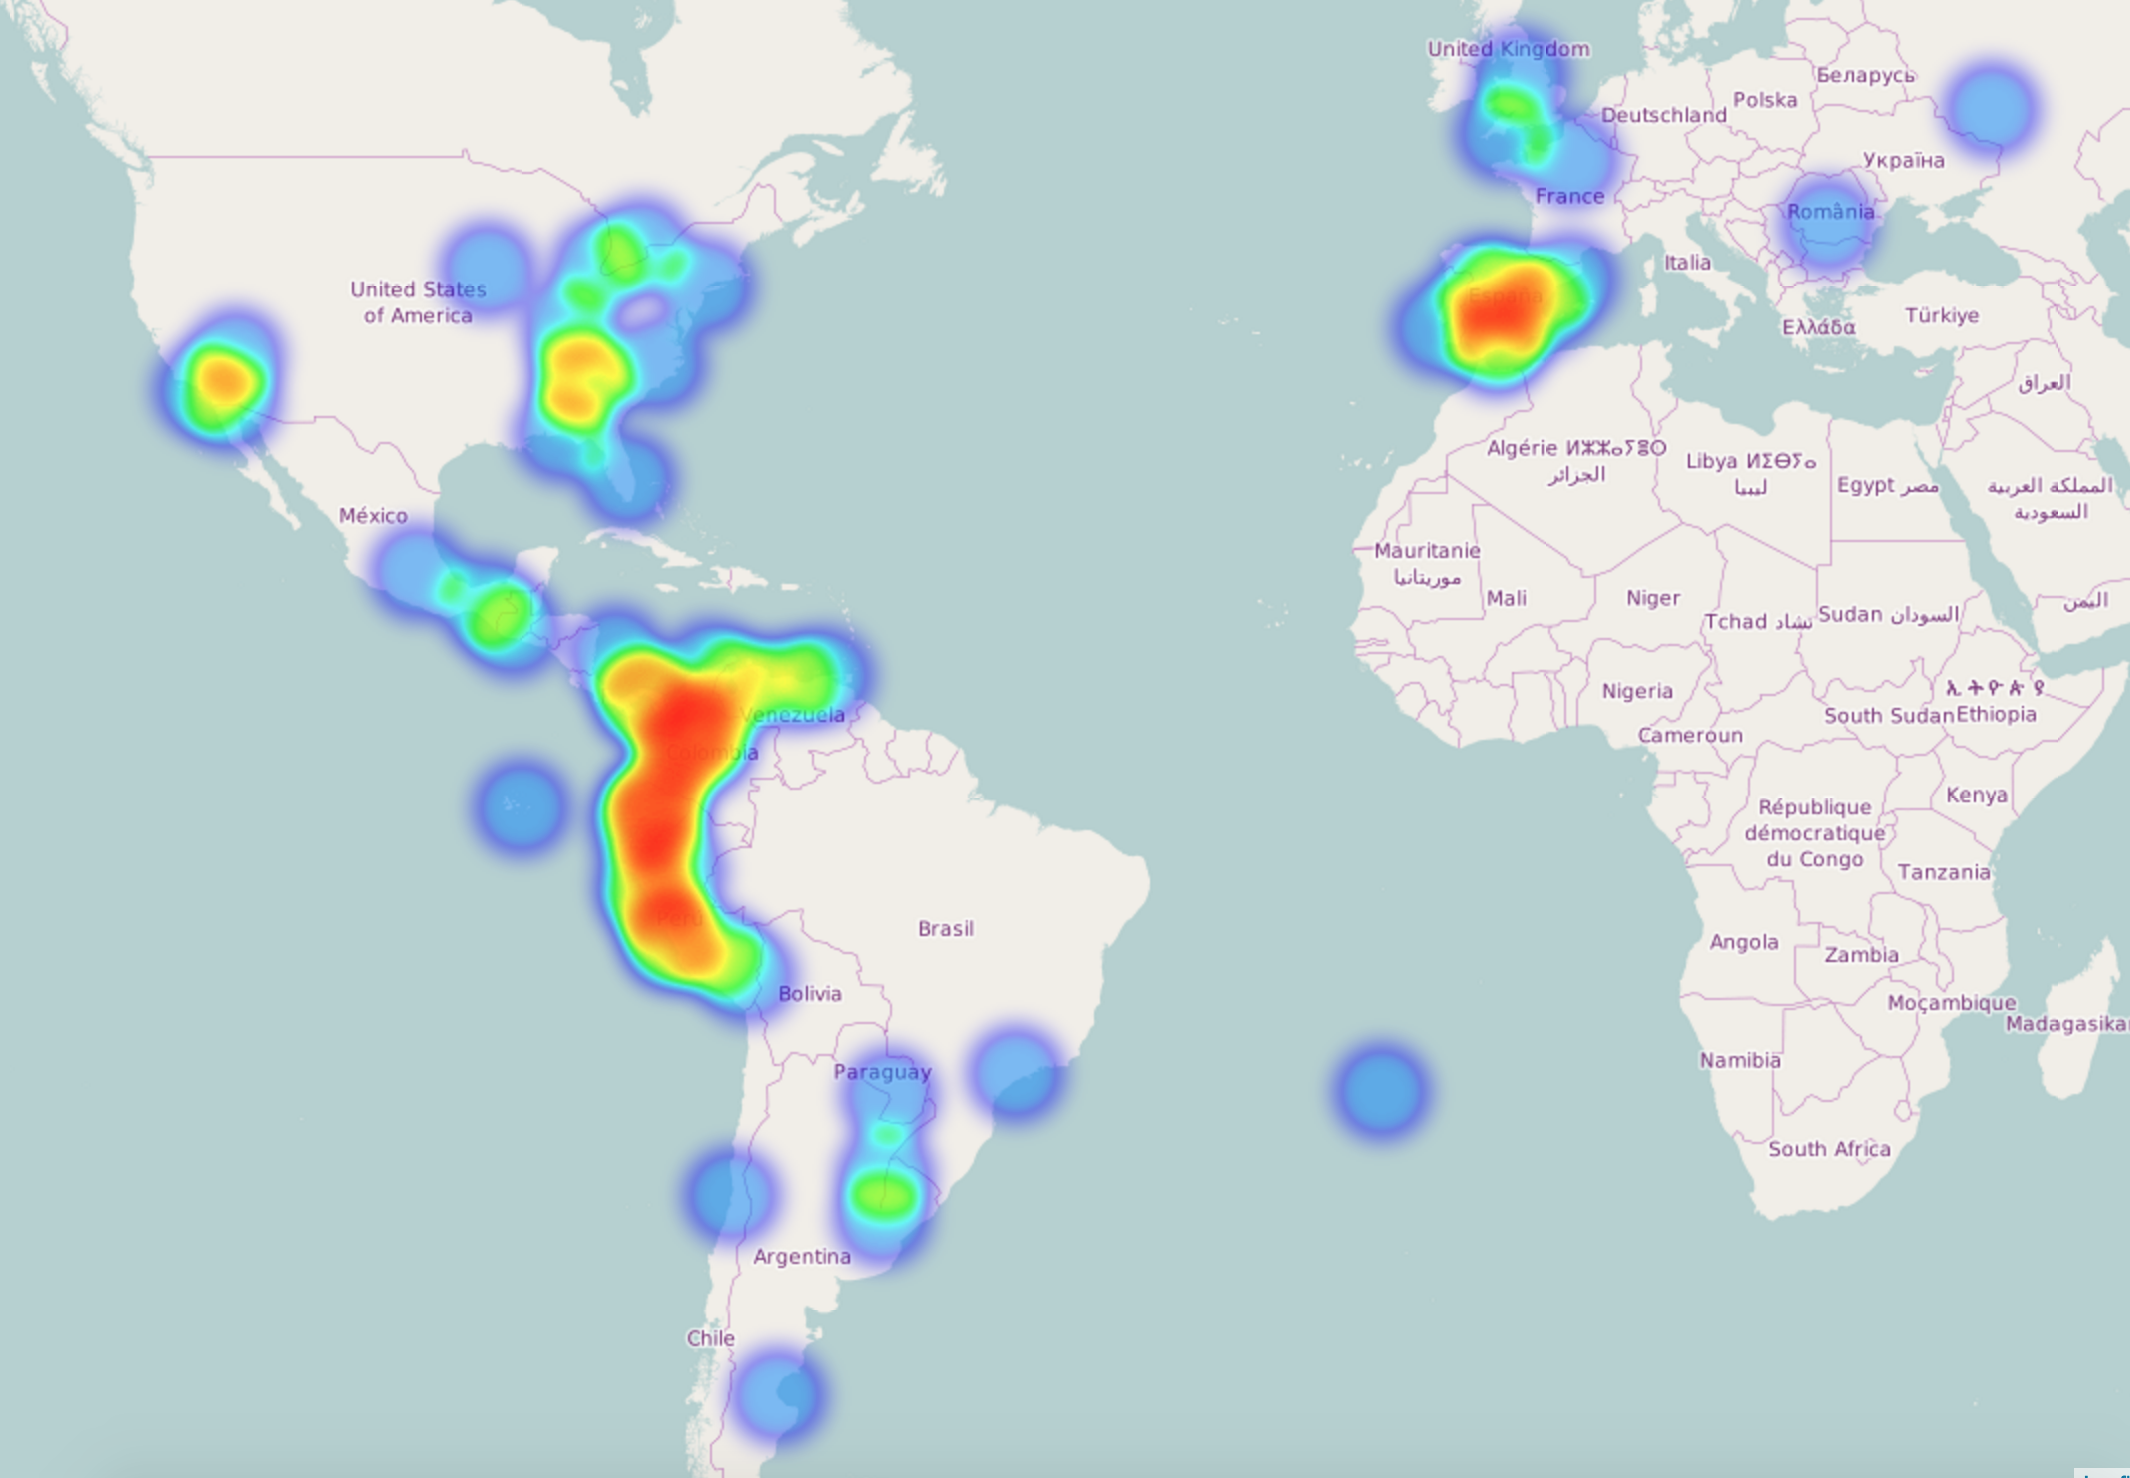 United Kingdom
Беларусь
Polska
Deutschland
Україна
France
România
United States
of America
Italia
España
Türkiye
Ελλάδα
العراق
Algérie ⵍⵣⵣⴰⵢⴻⵔ
الجزائر
Libya ⵍⵉⴱⵢⴰ
ليبيا
Egypt مصر
المملكة العربية
السعودية
México
Mauritanie
موريتانيا
Mali
Niger
Tchad تشاد
Sudan السودان
اليمن
Nigeria
ኢትዮጵያ
South Sudan
Ethiopia
Venezuela
Cameroun
Colombia
Kenya
République
démocratique
du Congo
Tanzania
Perú
Brasil
Angola
Zambia
Bolivia
Moçambique
Madagasikara
Namibia
Paraguay
South Africa
Argentina
Chile